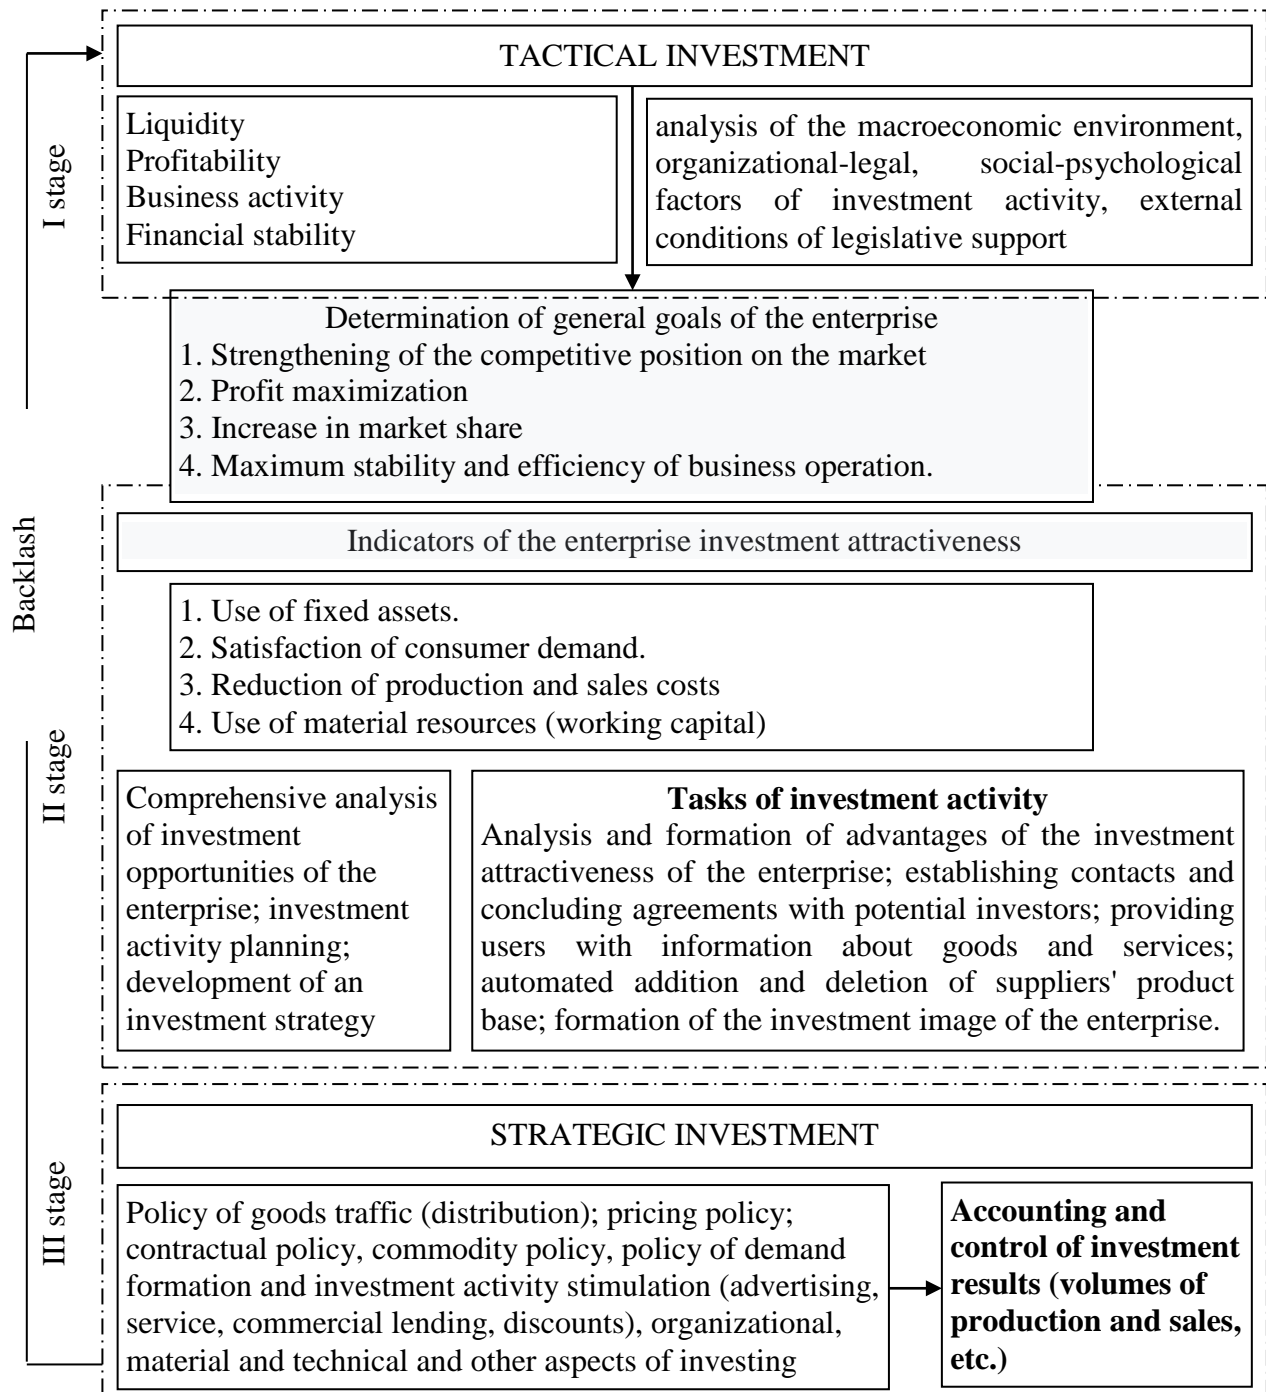 TACTICAL INVESTMENT
I stage
Liquidity
Profitability
Business activity
Financial stability
analysis of the macroeconomic environment,
organizational-legal, social-psychological
factors of investment activity, external
conditions of legislative support
Determination of general goals of the enterprise
1. Strengthening of the competitive position on the market
2. Profit maximization
3. Increase in market share
4. Maximum stability and efficiency of business operation.
Backlash
Indicators of the enterprise investment attractiveness
1. Use of fixed assets.
2. Satisfaction of consumer demand.
3. Reduction of production and sales costs
4. Use of material resources (working capital)
II stage
Comprehensive analysis
of investment
opportunities of the
enterprise; investment
activity planning;
development of an
investment strategy
Tasks of investment activity
Analysis and formation of advantages of the investment
attractiveness of the enterprise; establishing contacts and
concluding agreements with potential investors; providing
users with information about goods and services;
automated addition and deletion of suppliers' product
base; formation of the investment image of the enterprise.
STRATEGIC INVESTMENT
III stage
Policy of goods traffic (distribution); pricing policy;
contractual policy, commodity policy, policy of demand
formation and investment activity stimulation (advertising,
service, commercial lending, discounts), organizational,
material and technical and other aspects of investing
Accounting and
control of investment
results (volumes of
production and sales,
etc.)